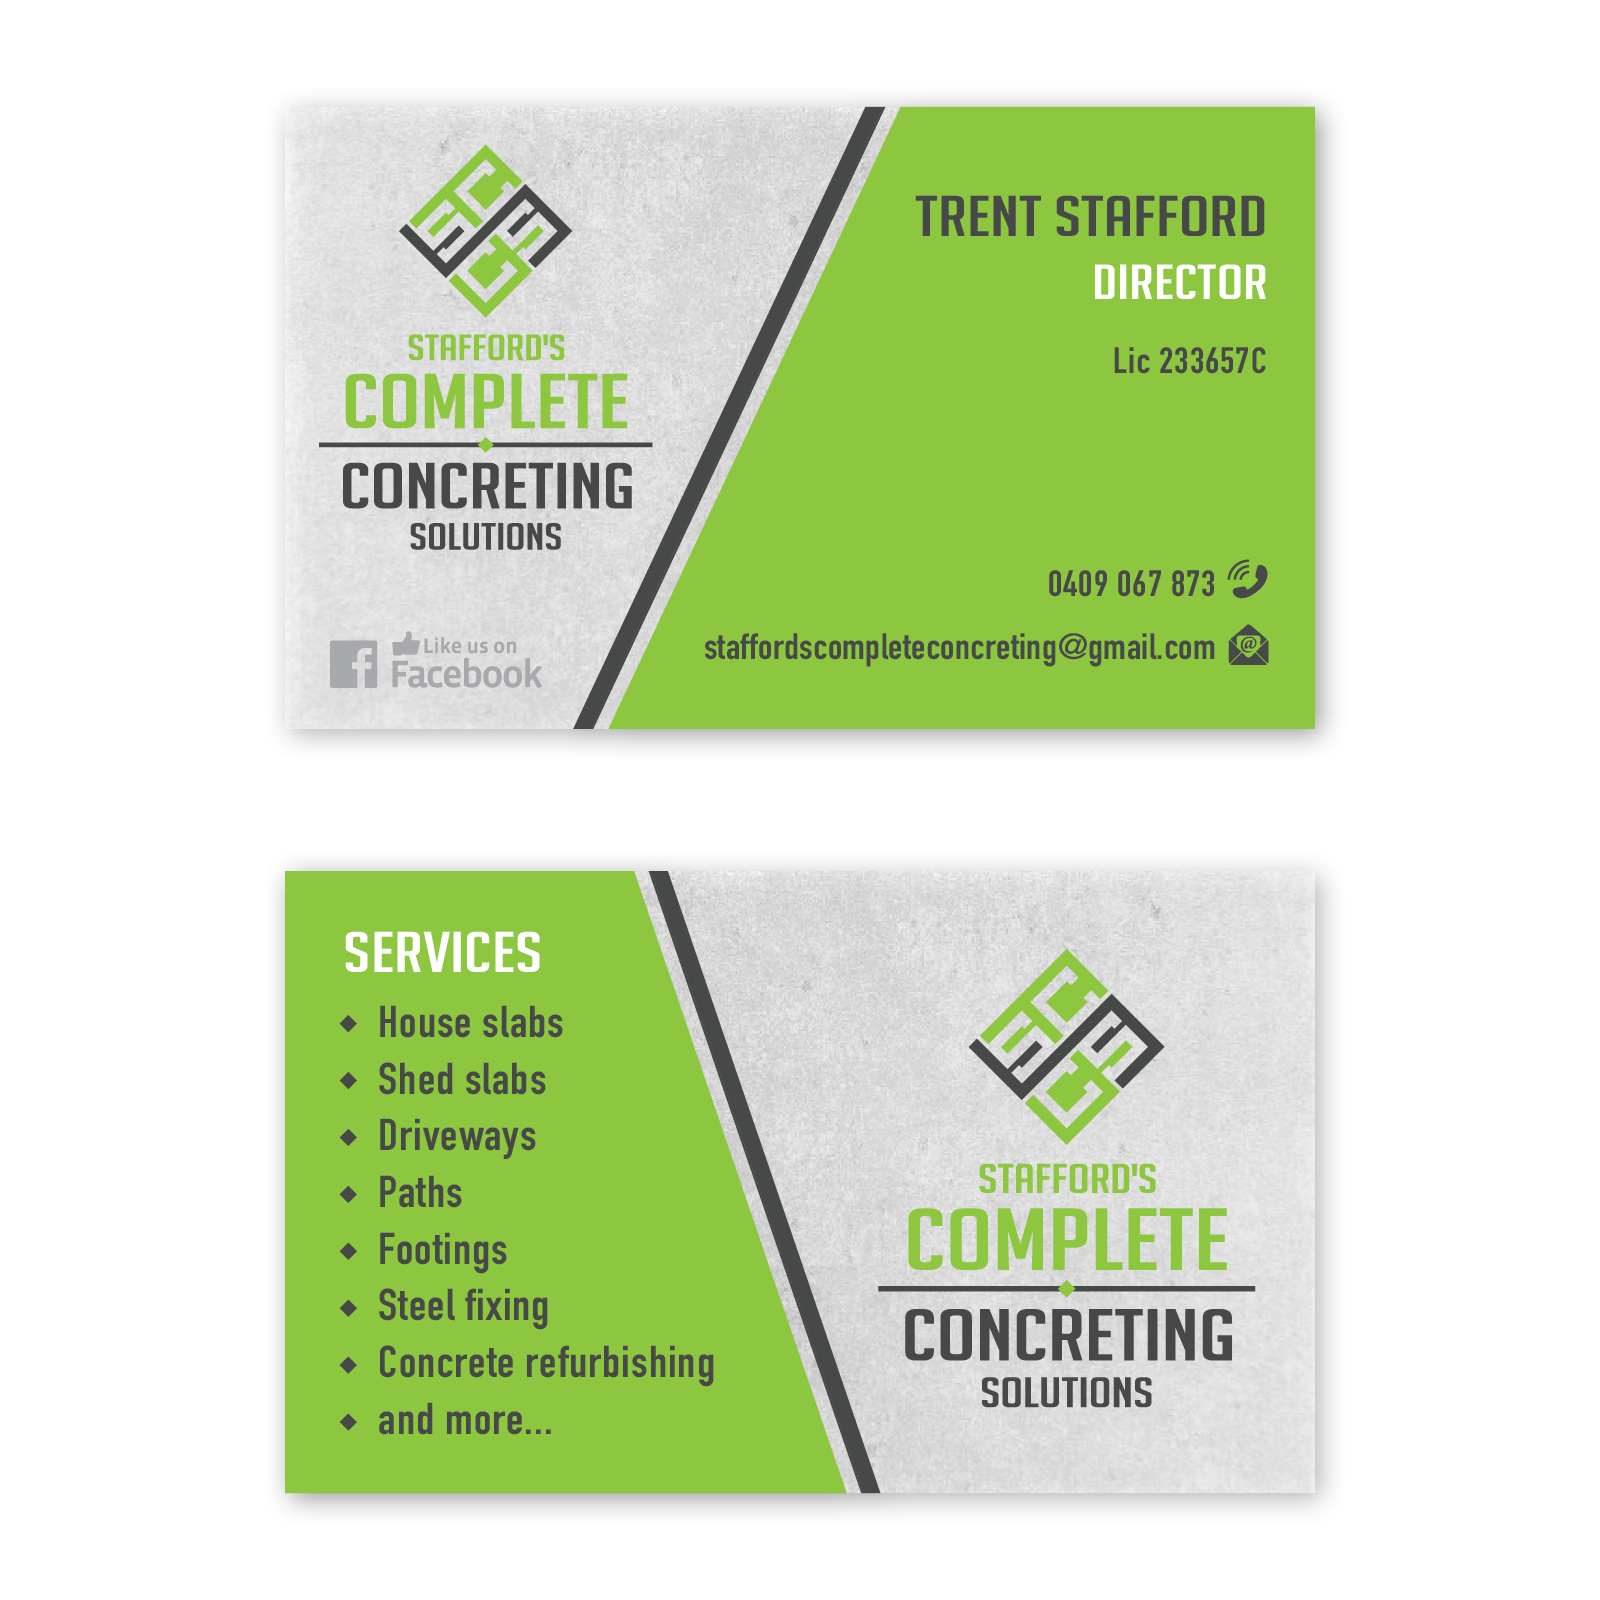 STAFFORD'S
COMPLETE
CONCRETING
SOLUTIONS
Like us on
Facebook
TRENT STAFFORD
DIRECTOR
Lic 233657C
0409 067 873
staffordscompleteconcreting@gmail.com
SERVICES
House slabs
Shed slabs
Driveways
Paths
Footings
Steel fixing
Concrete refurbishing
and more...
STAFFORD'S
COMPLETE
CONCRETING
SOLUTIONS